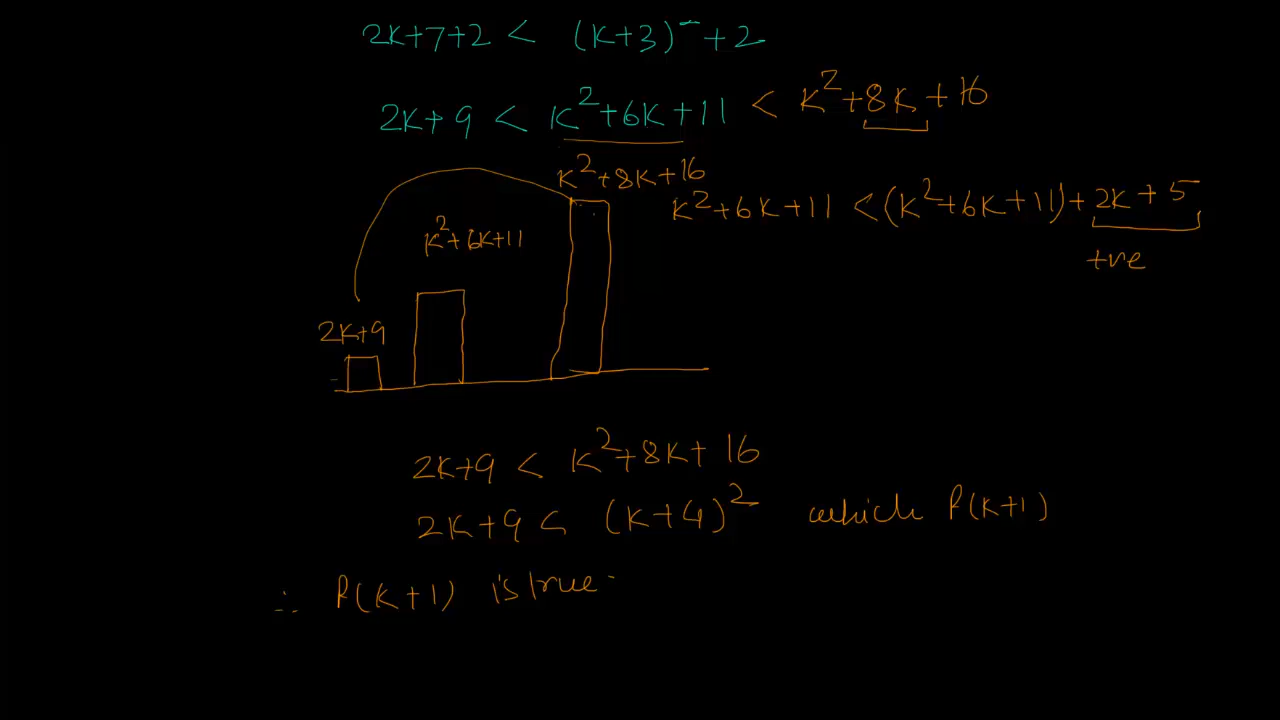 2K+7+2 < (K+3)² + 2
2K+9 < K²+6K+11 < K²+8K+16
K²+8K+16
K²+6K+11 < (K²+6K+11)+2K+5
K²+6K+11
+ve
2K+9
2K+9 < K²+8K+16
2K+9 < (K+4)² which P(K+1)
∴ P(K+1) is true.